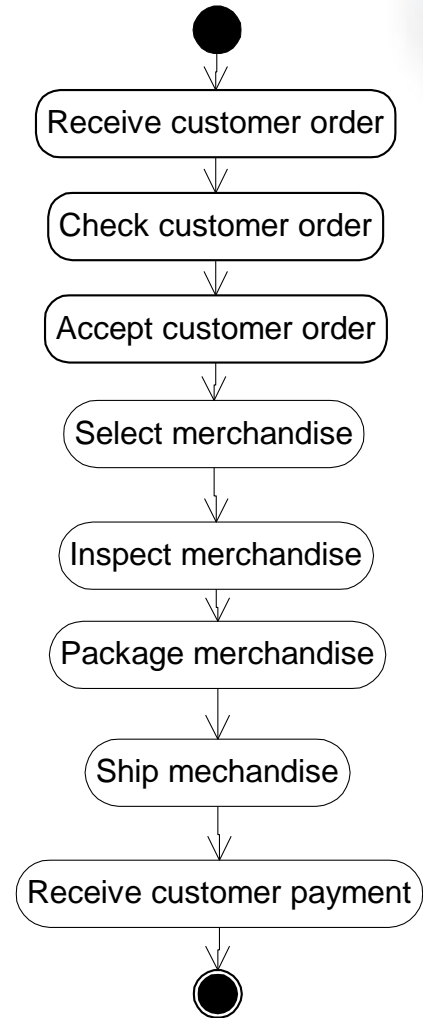 Receive customer order
Check customer order
Accept customer order
Select merchandise
Inspect merchandise
Package merchandise
Ship mechandise
Receive customer payment